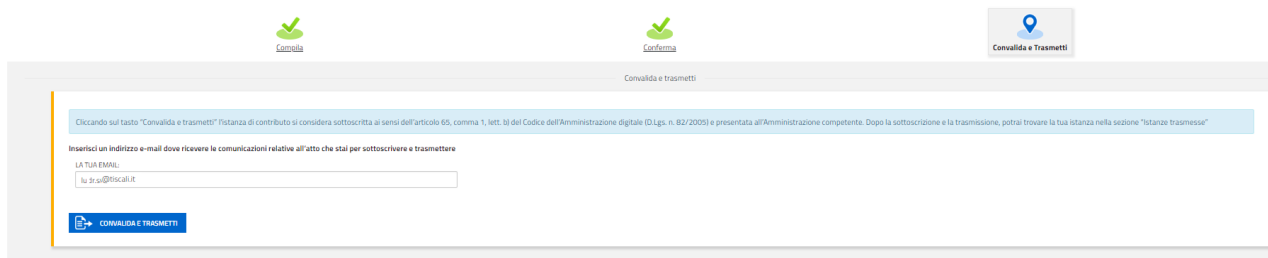 Compila
Conferma
Convalida e Trasmetti
Convalida e trasmetti
Cliccando sul tasto "Convalida e trasmetti" l'istanza di contributo si considera sottoscritta ai sensi dell'articolo 65, comma 1, lett. b) del Codice dell'Amministrazione digitale (D.Lgs. n. 82/2005) e presentata all'Amministrazione competente. Dopo la sottoscrizione e la trasmissione, potrai trovare la tua istanza nella sezione "Istanze trasmesse"
Inserisci un indirizzo e-mail dove ricevere le comunicazioni relative all'atto che stai per sottoscrivere e trasmettere
LA TUA EMAIL:
@tiscali.it
CONVALIDA E TRASMETTI